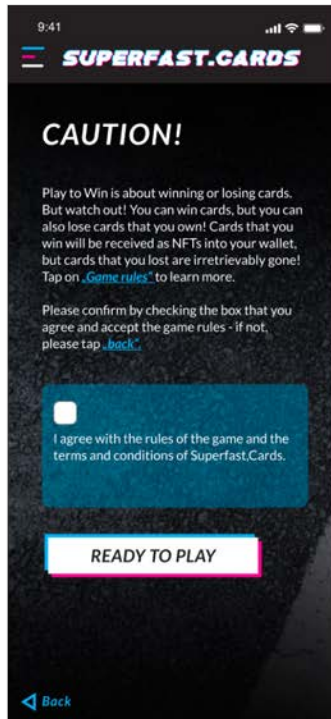 9:41
SUPERFAST.CARDS
CAUTION!
Play to Win is about winning or losing cards.
But watch out! You can win cards, but you can
also lose cards that you own! Cards that you
win will be received as NFTs into your wallet,
but cards that you lost are irretrievably gone!
Tap on „Game rules“ to learn more.
Please confirm by checking the box that you
agree and accept the game rules - if not,
please tap „back“.
I agree with the rules of the game and the
terms and conditions of Superfast,Cards.
READY TO PLAY
Back